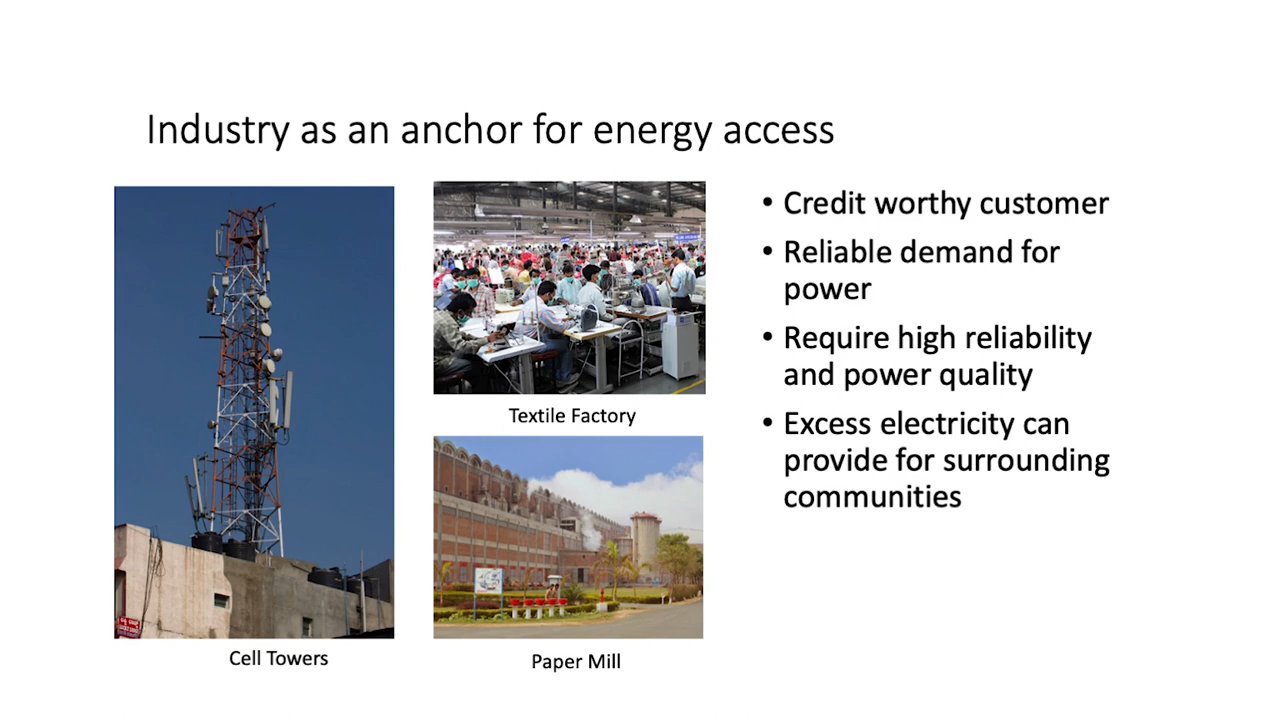 Industry as an anchor for energy access
Cell Towers
Textile Factory
Paper Mill
• Credit worthy customer
• Reliable demand for
power
• Require high reliability
and power quality
• Excess electricity can
provide for surrounding
communities